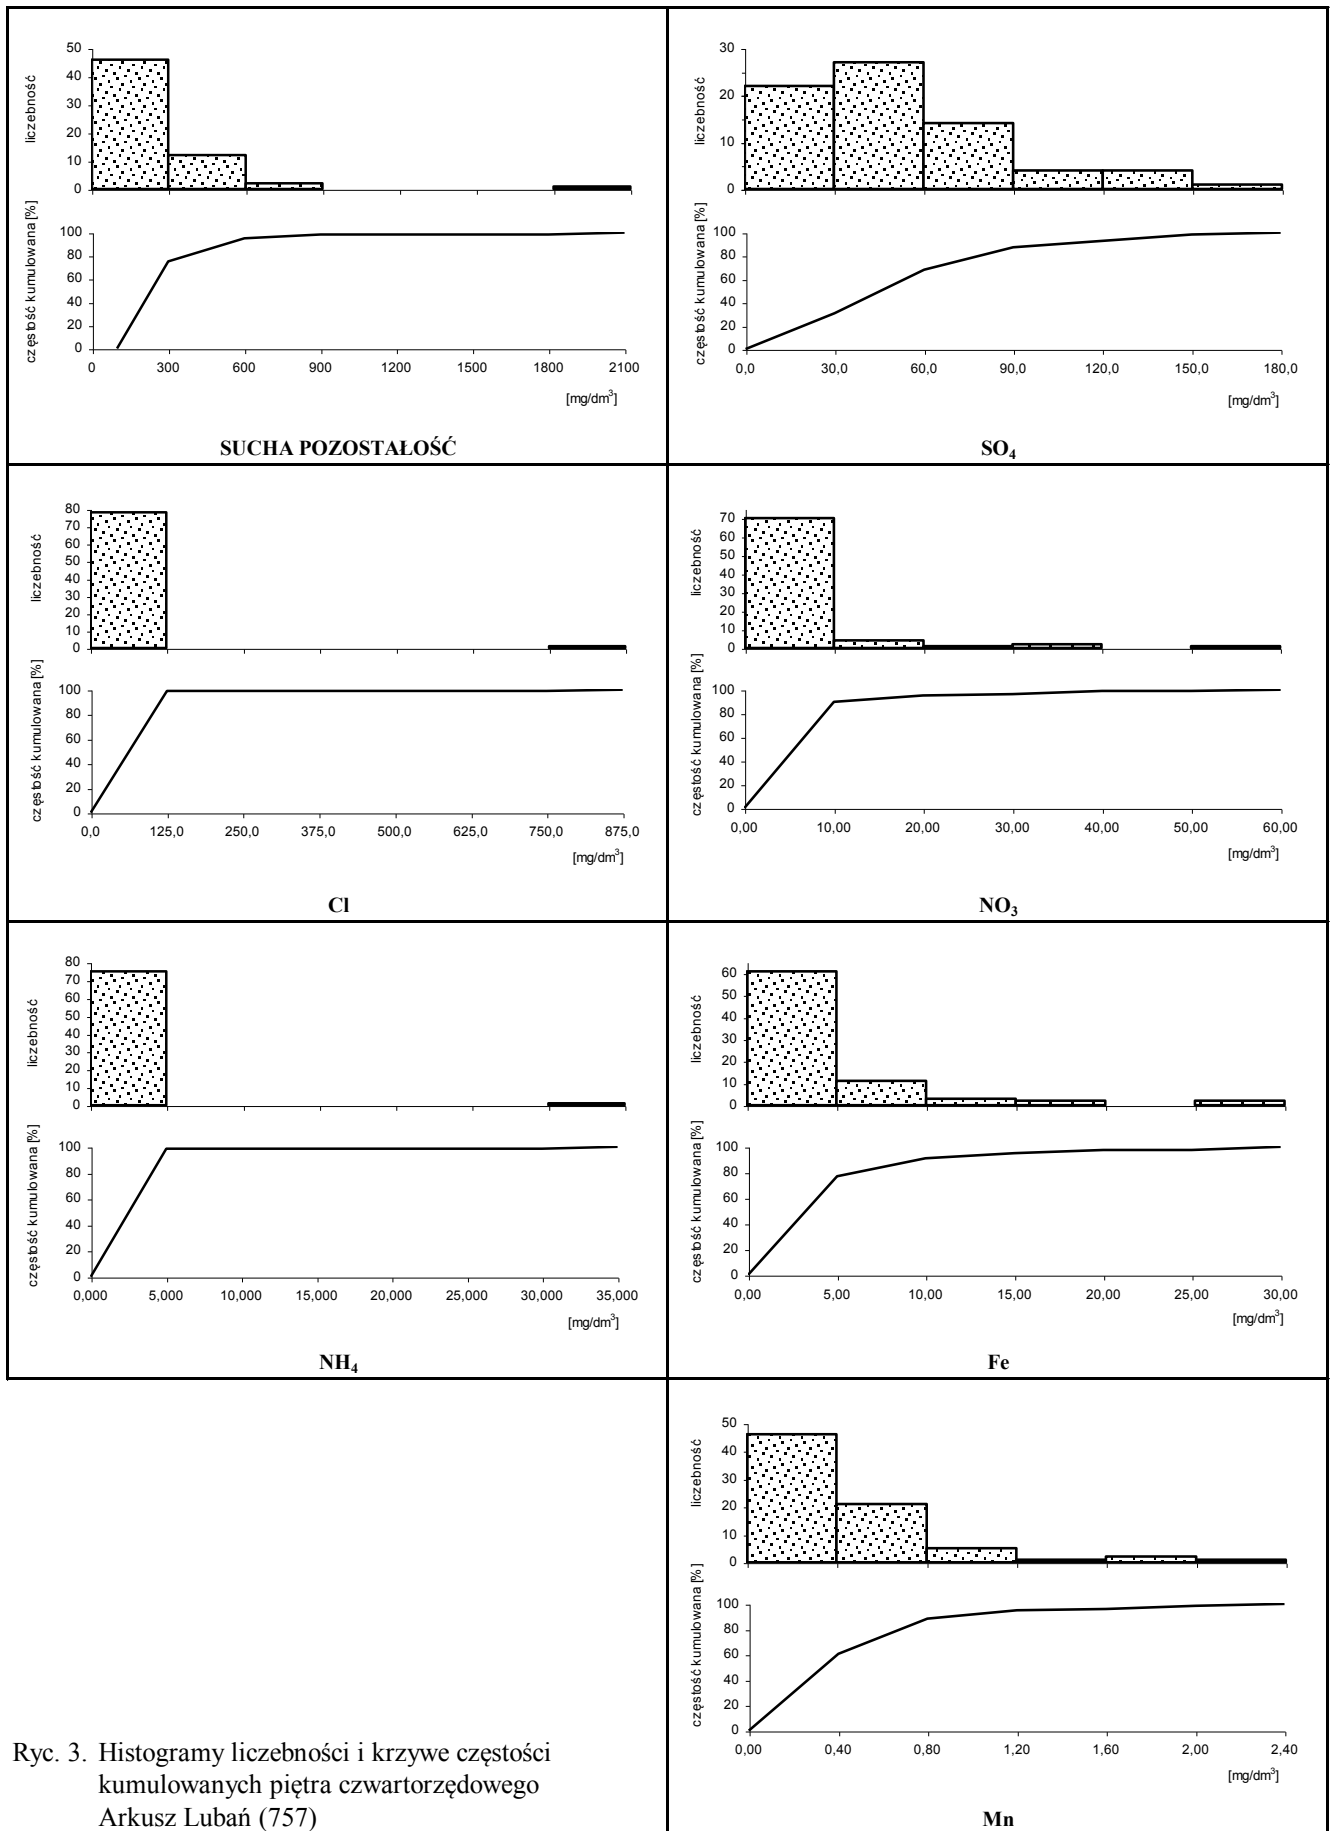 50
40
30
20
10
0
liczebność
100
80
60
40
20
0
częstość kumulowana [%]
0 300 600 900 1200 1500 1800 2100
[mg/dm³]
SUCHA POZOSTAŁOŚĆ
30
20
10
0
liczebność
100
80
60
40
20
0
częstość kumulowana [%]
0,0 30,0 60,0 90,0 120,0 150,0 180,0
[mg/dm³]
SO₄
80
70
60
50
40
30
20
10
0
liczebność
100
80
60
40
20
0
częstość kumulowana [%]
0,0 125,0 250,0 375,0 500,0 625,0 750,0 875,0
[mg/dm³]
Cl
70
60
50
40
30
20
10
0
liczebność
100
80
60
40
20
0
częstość kumulowana [%]
0,00 10,00 20,00 30,00 40,00 50,00 60,00
[mg/dm³]
NO₃
80
70
60
50
40
30
20
10
0
liczebność
100
80
60
40
20
0
częstość kumulowana [%]
0,000 5,000 10,000 15,000 20,000 25,000 30,000 35,000
[mg/dm³]
NH₄
60
50
40
30
20
10
0
liczebność
100
80
60
40
20
0
częstość kumulowana [%]
0,00 5,00 10,00 15,00 20,00 25,00 30,00
[mg/dm³]
Fe
50
40
30
20
10
0
liczebność
100
80
60
40
20
0
częstość kumulowana [%]
0,00 0,40 0,80 1,20 1,60 2,00 2,40
[mg/dm³]
Mn
Ryc. 3. Histogramy liczebności i krzywe częstości
kumulowanych piętra czwartorzędowego
Arkusz Lubań (757)